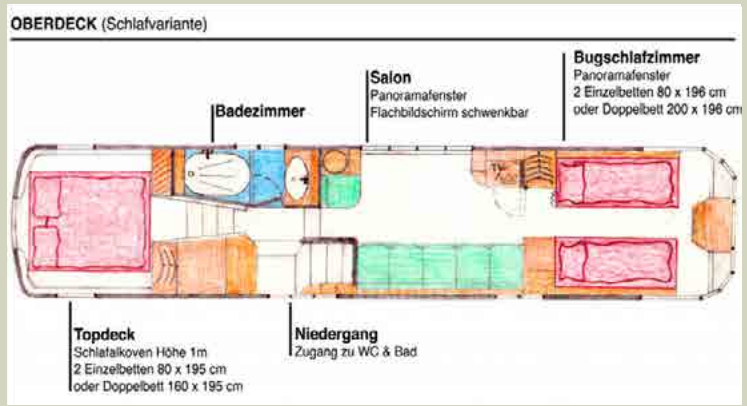 OBERDECK (Schlafvariante)
Bugschlafzimmer
Panoramafenster
2 Einzelbetten 80 x 196 cm
oder Doppelbett 200 x 196 cm
Salon
Panoramafenster
Flachbildschirm schwenkbar
Badezimmer
TV
Topdeck
Schlafalkoven Höhe 1m
2 Einzelbetten 80 x 195 cm
oder Doppelbett 160 x 195 cm
Niedergang
Zugang zu WC & Bad